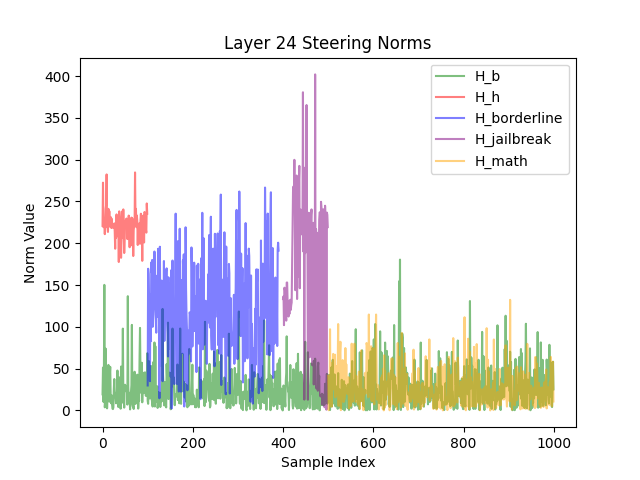 Layer 24 Steering Norms
Norm Value
400
350
300
250
200
150
100
50
0
H_b
H_h
H_borderline
H_jailbreak
H_math
0
200
400
600
800
1000
Sample Index